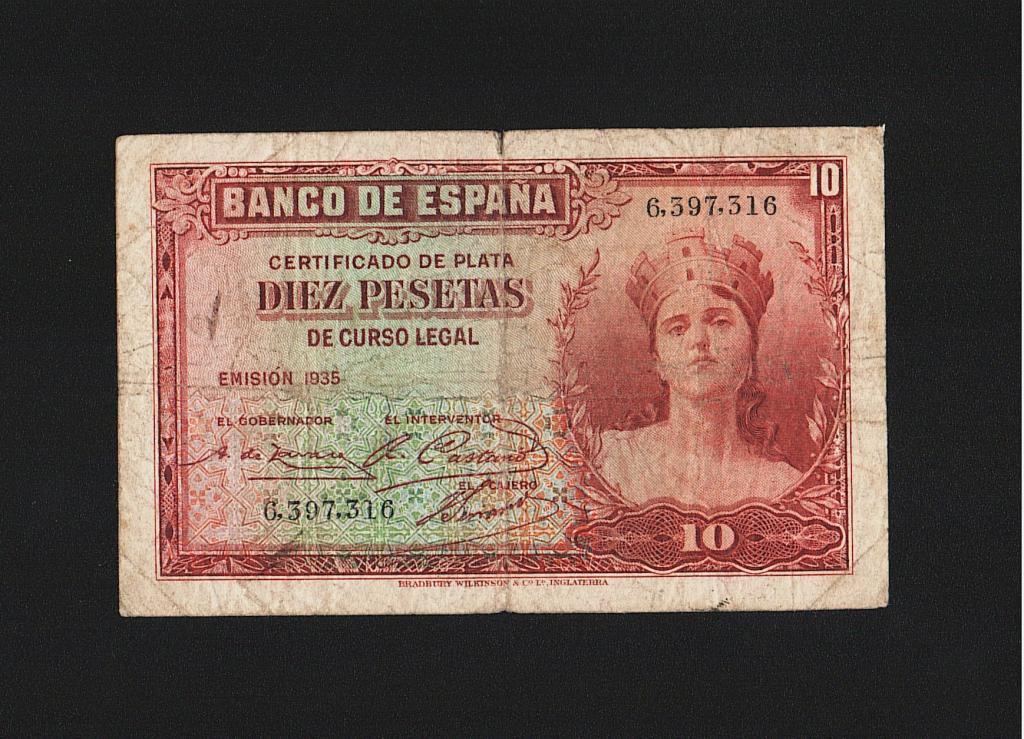 BANCO DE ESPAÑA
10
6,397,316
CERTIFICADO DE PLATA
DIEZ PESETAS
DE CURSO LEGAL
EMISIÓN 1935
EL GOBERNADOR EL INTERVENTOR
EL CAJERO
6,397,316
10
BRADBURY WILKINSON & Cº Lᴰ, INGLATERRA